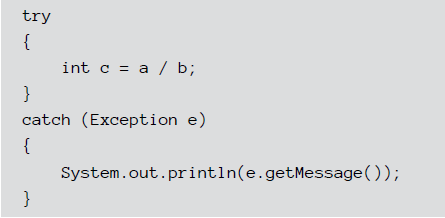 try
{
    int c = a / b;
}
catch (Exception e)
{
    System.out.println(e.getMessage());
}